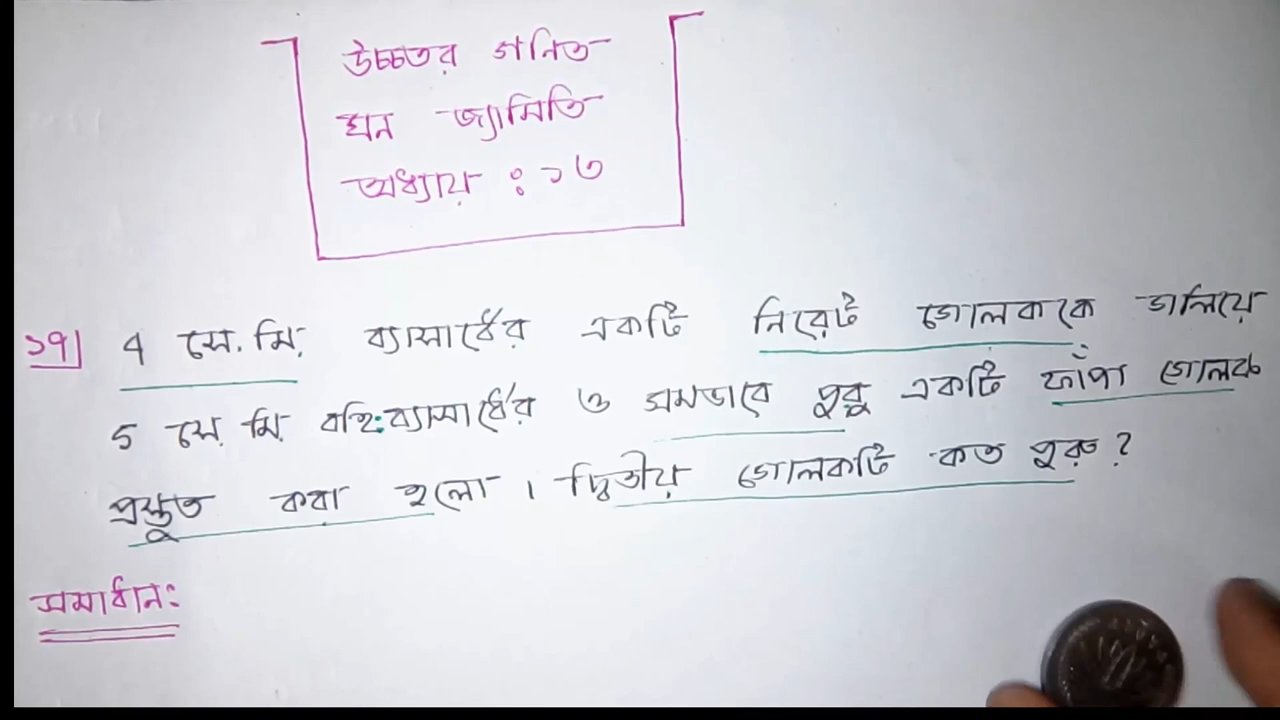 উচ্চতর গনিত
ঘন জ্যামিতি
অধ্যায় : ১৩
১৭| 4 সে. মি. ব্যাসার্ধের একটি নিরেট গোলককে গলিয়ে
5 সে. মি. বহিঃব্যাসার্ধের ও সমভাবে পুরু একটি ফাঁপা গোলক
প্রস্তুত করা হলো । দ্বিতীয় গোলকটি কত পুরু ?
সমাধান: